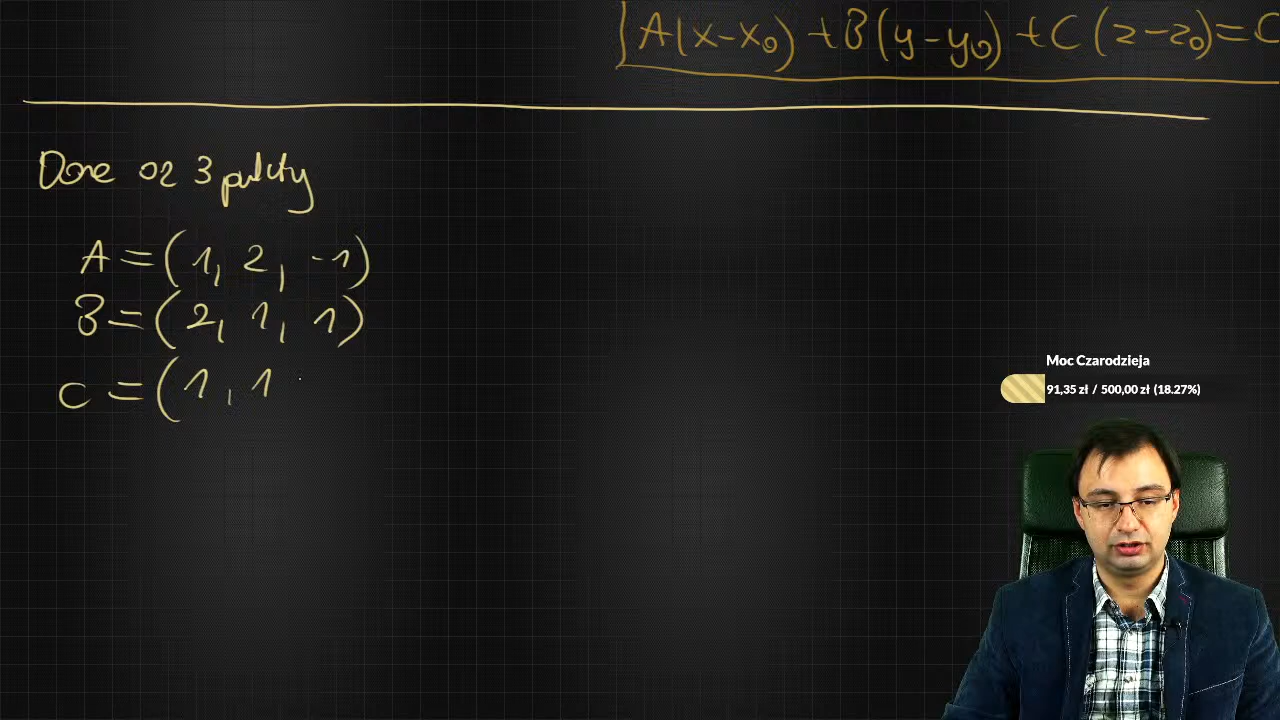 A(x-x₀) + B(y-y₀) + C(z-z₀)=C
Dane są 3 punkty
A=(1, 2, -1)
B=(2, 1, 1)
C=(1, 1
Moc Czarodzieja
91,35 zł / 500,00 zł (18.27%)